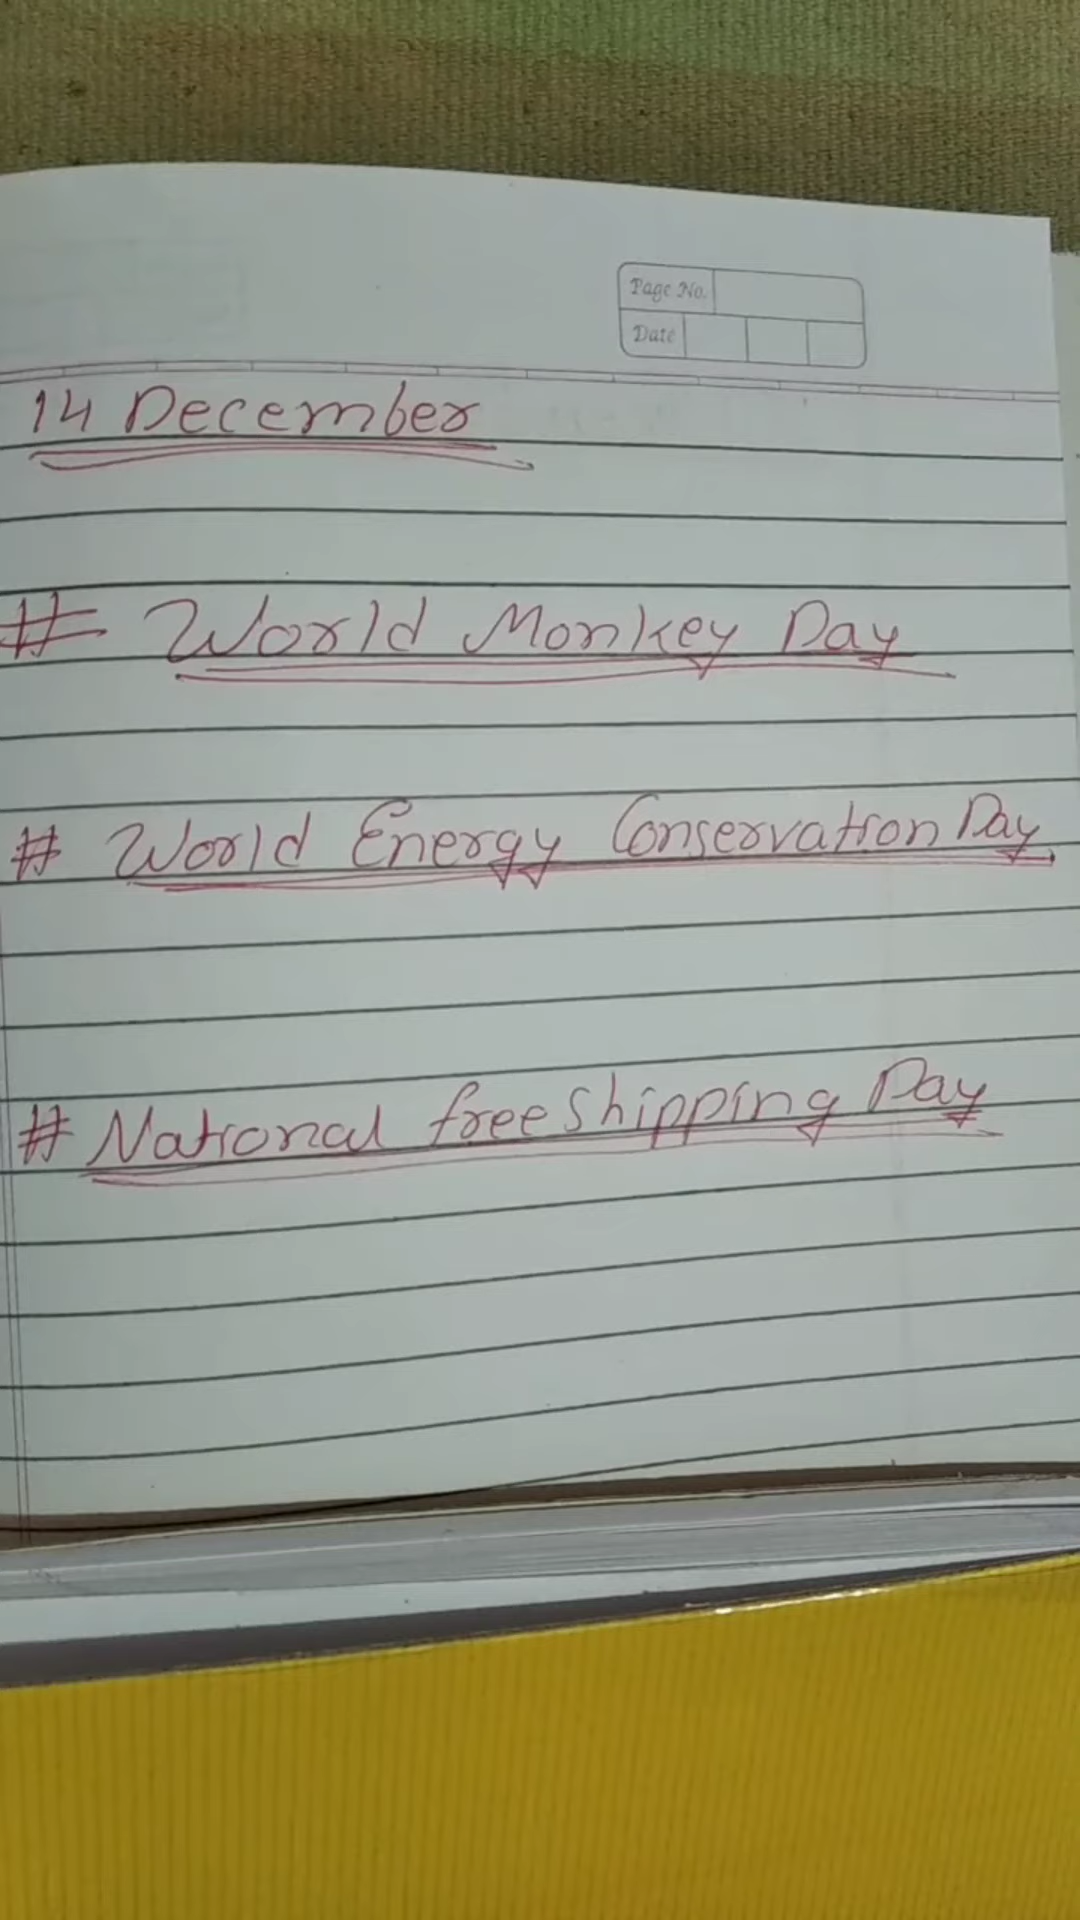 Page No.
Date
14 December
# World Monkey Day
# World Energy Conservation Day
# National free shipping Day